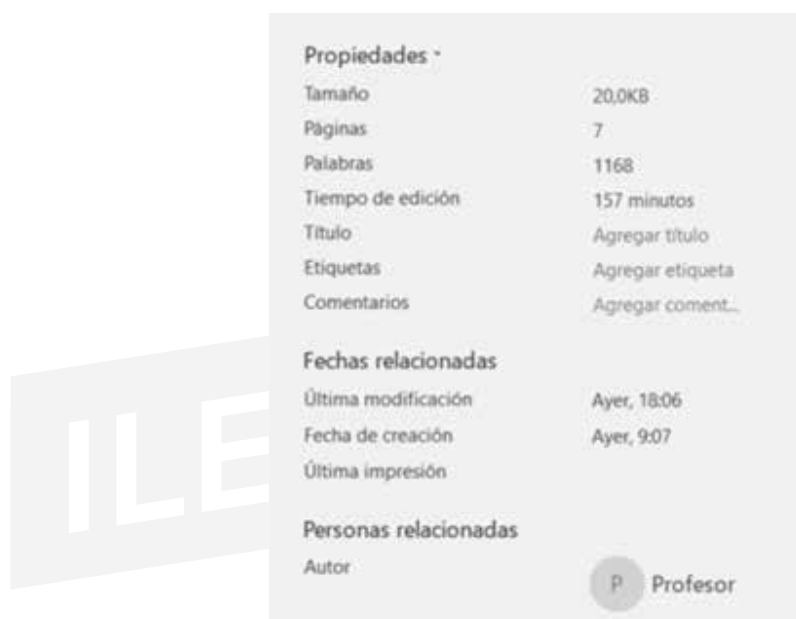 Propiedades
Tamaño 20,0KB
Páginas 7
Palabras 1168
Tiempo de edición 157 minutos
Título Agregar título
Etiquetas Agregar etiqueta
Comentarios Agregar coment...
Fechas relacionadas
Última modificación Ayer, 18:06
Fecha de creación Ayer, 9:07
Última impresión
Personas relacionadas
Autor P Profesor
ILE